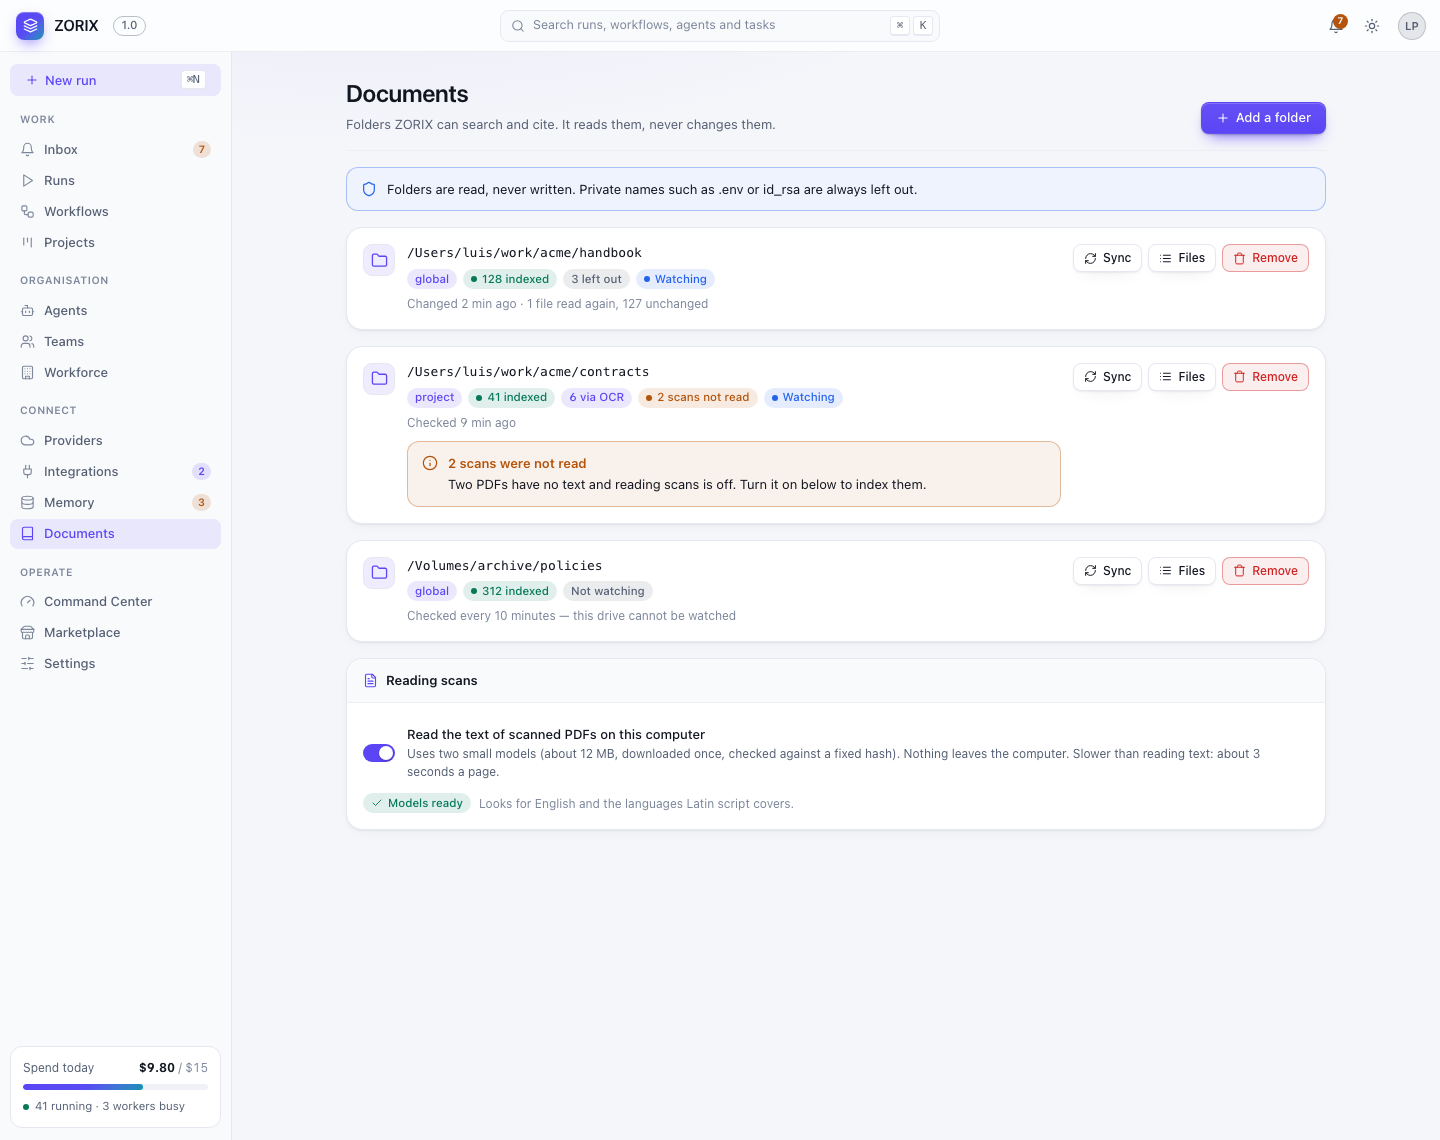 ZORIX 1.0
Search runs, workflows, agents and tasks ⌘ K
7
LP
New run ⌘N
WORK
Inbox 7
Runs
Workflows
Projects
ORGANISATION
Agents
Teams
Workforce
CONNECT
Providers
Integrations 2
Memory 3
Documents
OPERATE
Command Center
Marketplace
Settings
Spend today $9.80 / $15
41 running · 3 workers busy
Documents
Folders ZORIX can search and cite. It reads them, never changes them.
Add a folder
Folders are read, never written. Private names such as .env or id_rsa are always left out.
/Users/luis/work/acme/handbook
global 128 indexed 3 left out Watching
Changed 2 min ago · 1 file read again, 127 unchanged
Sync Files Remove
/Users/luis/work/acme/contracts
project 41 indexed 6 via OCR 2 scans not read Watching
Checked 9 min ago
Sync Files Remove
2 scans were not read
Two PDFs have no text and reading scans is off. Turn it on below to index them.
/Volumes/archive/policies
global 312 indexed Not watching
Checked every 10 minutes — this drive cannot be watched
Sync Files Remove
Reading scans
Read the text of scanned PDFs on this computer
Uses two small models (about 12 MB, downloaded once, checked against a fixed hash). Nothing leaves the computer. Slower than reading text: about 3
seconds a page.
Models ready Looks for English and the languages Latin script covers.